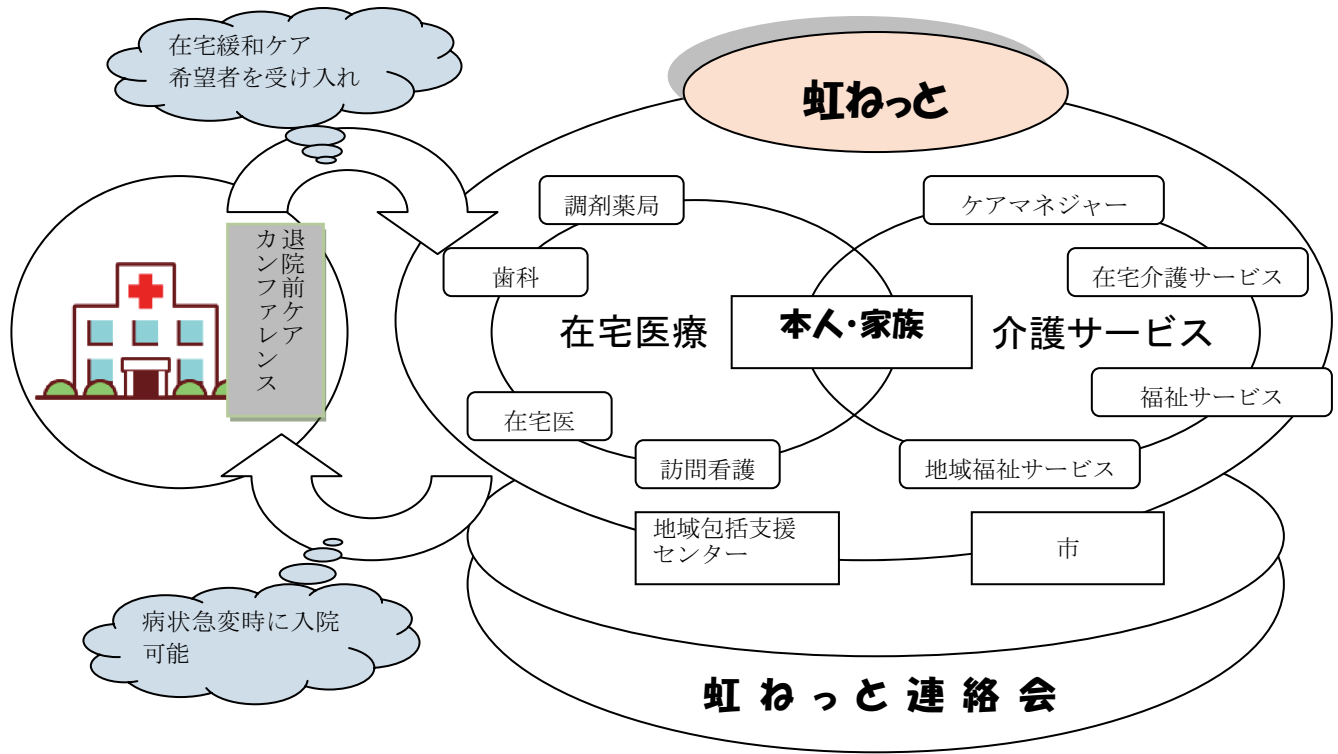 在宅緩和ケア
希望者を受け入れ
虹ねっと
調剤薬局
ケアマネジャー
退院前ケア
カンファレンス
歯科
在宅介護サービス
在宅医療
本人・家族
介護サービス
福祉サービス
在宅医
訪問看護
地域福祉サービス
地域包括支援
センター
市
病状急変時に入院
可能
虹ねっと連絡会